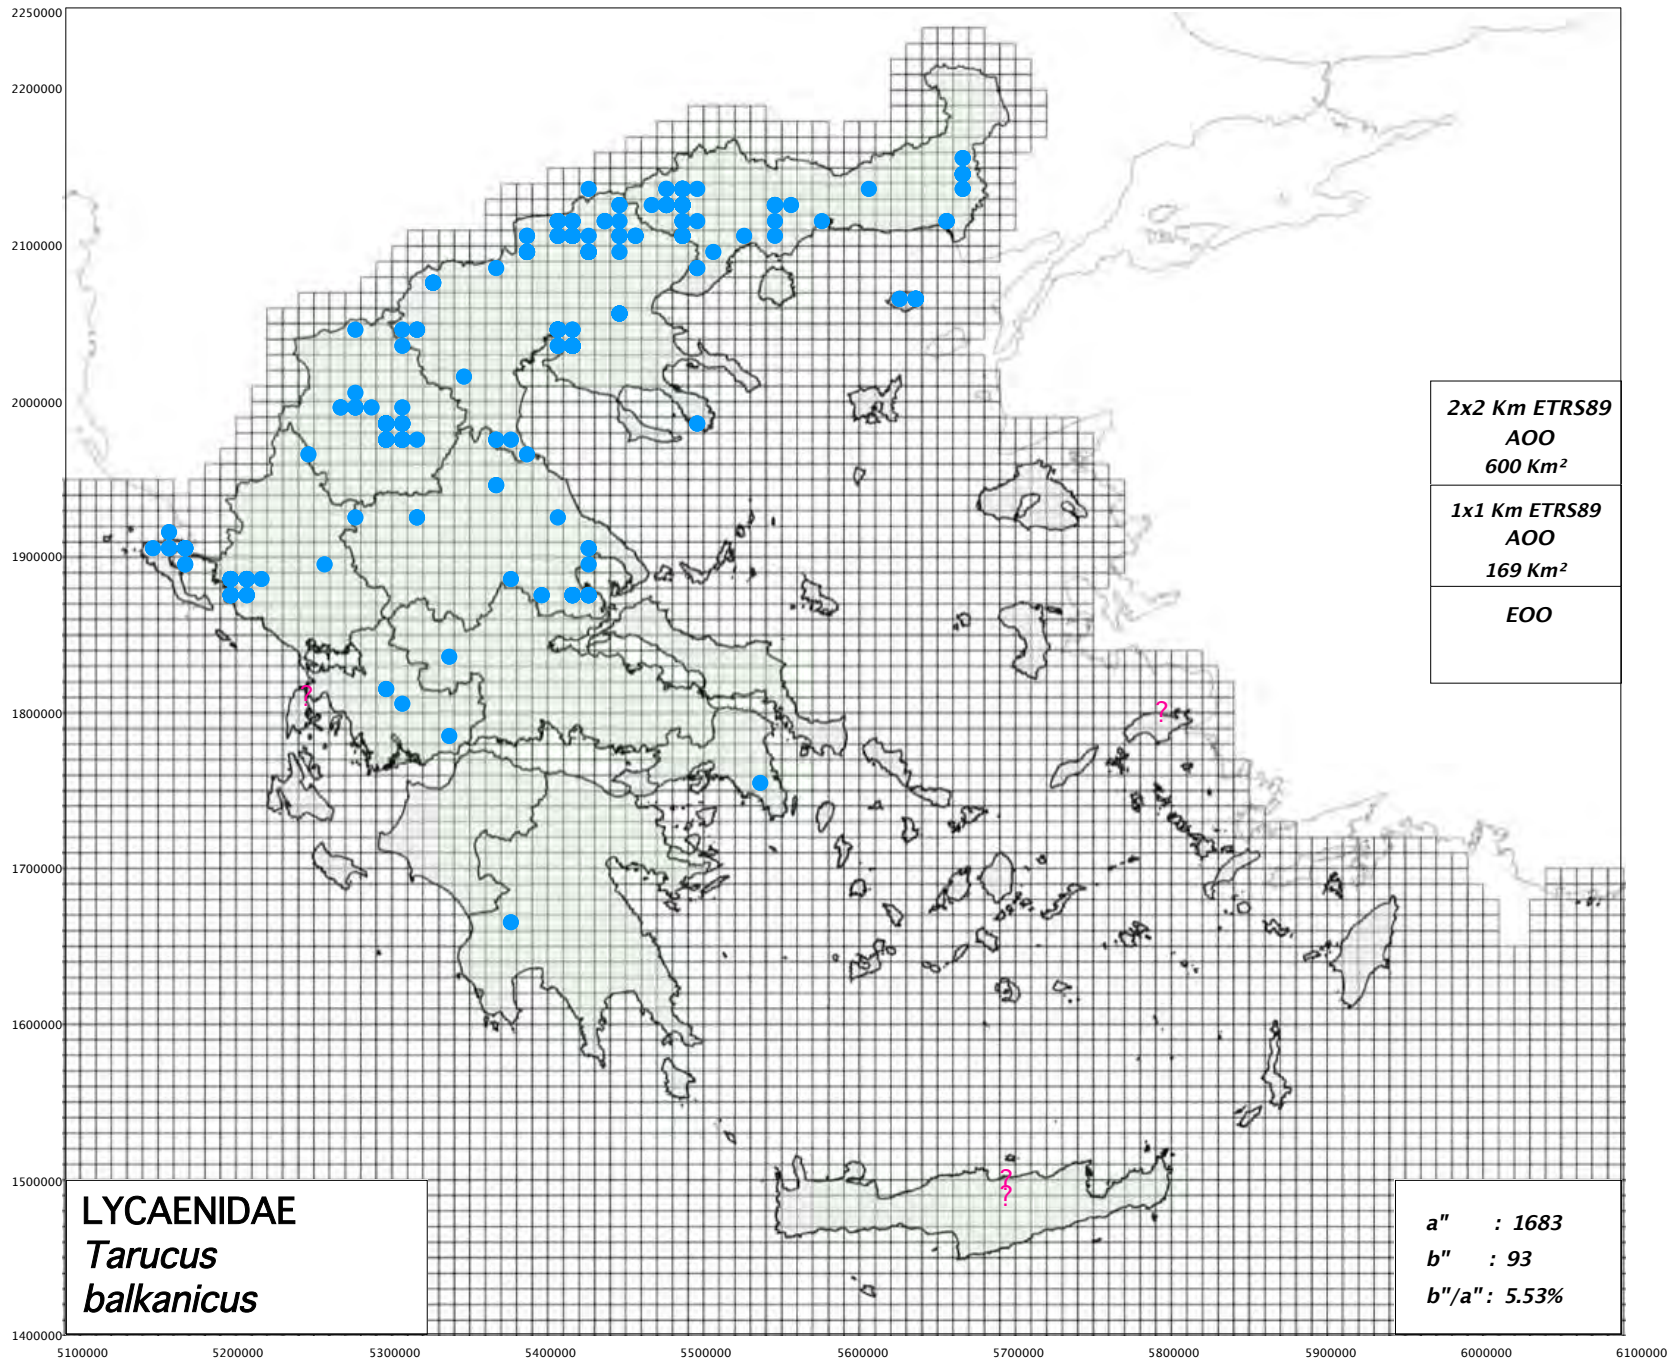 2250000
2200000
2100000
2000000
1900000
1800000
1700000
1600000
1500000
1400000
5100000 5200000 5300000 5400000 5500000 5600000 5700000 5800000 5900000 6000000 6100000
2x2 Km ETRS89
AOO
600 Km²
1x1 Km ETRS89
AOO
169 Km²
EOO
?
?
?
?
LYCAENIDAE
Tarucus
balkanicus
a" : 1683
b" : 93
b"/a" : 5.53%